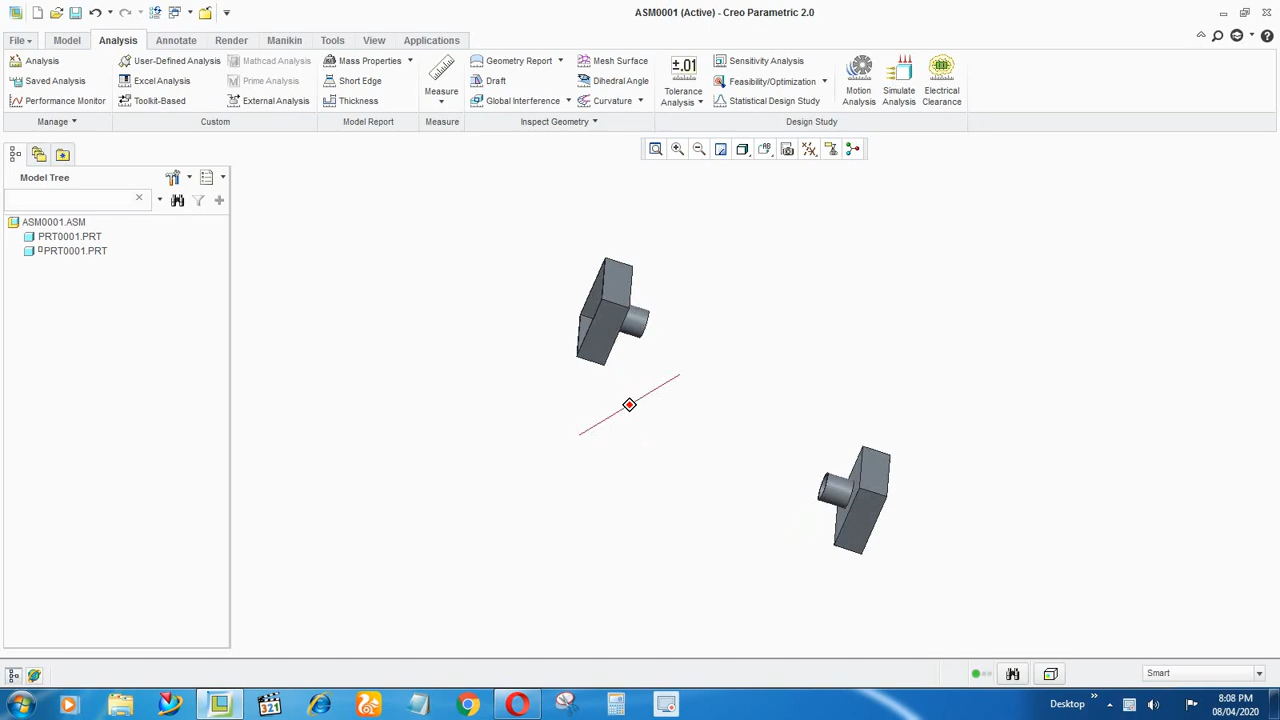 ASM0001 (Active) - Creo Parametric 2.0
File Model Analysis Annotate Render Manikin Tools View Applications
Analysis User-Defined Analysis Mathcad Analysis Mass Properties Geometry Report Mesh Surface Sensitivity Analysis
Saved Analysis Excel Analysis Prime Analysis Short Edge Draft Dihedral Angle Feasibility/Optimization
Performance Monitor Toolkit-Based External Analysis Thickness Global Interference Curvature Statistical Design Study
Measure ±.01 Tolerance Analysis Motion Analysis Simulate Analysis Electrical Clearance
Manage Custom Model Report Measure Inspect Geometry Design Study
Model Tree
ASM0001.ASM
PRT0001.PRT
PRT0001.PRT
Smart
321 Desktop » 8:08 PM
08/04/2020